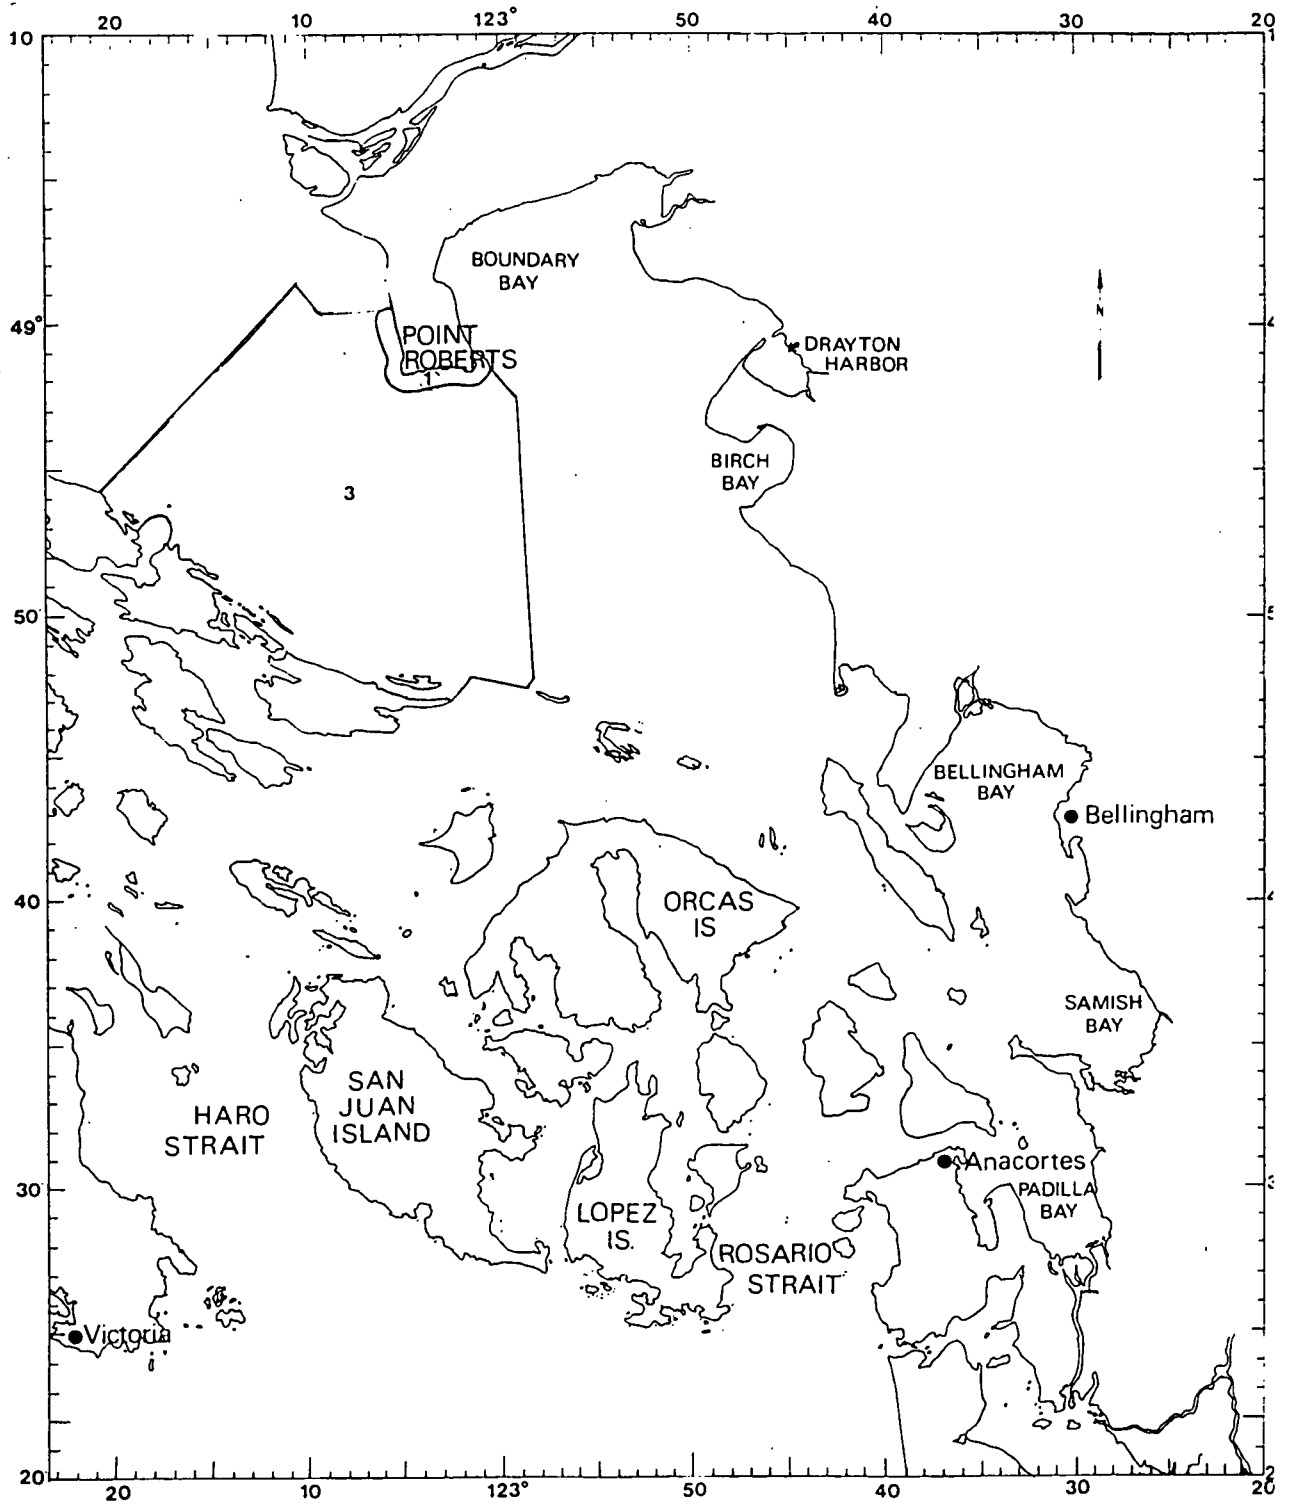 20 10 123° 50 40 30 20
10
BOUNDARY
BAY
N
49°
POINT
ROBERTS
1
DRAYTON
HARBOR
BIRCH
BAY
3
50'
BELLINGHAM
BAY
Bellingham
40
ORCAS
IS
SAMISH
BAY
SAN
JUAN
ISLAND
HARO
STRAIT
Anacortes
30
PADILLA
BAY
LOPEZ
IS.
ROSARIO
STRAIT
Victoria
20
20 10 123° 50 40 30 20